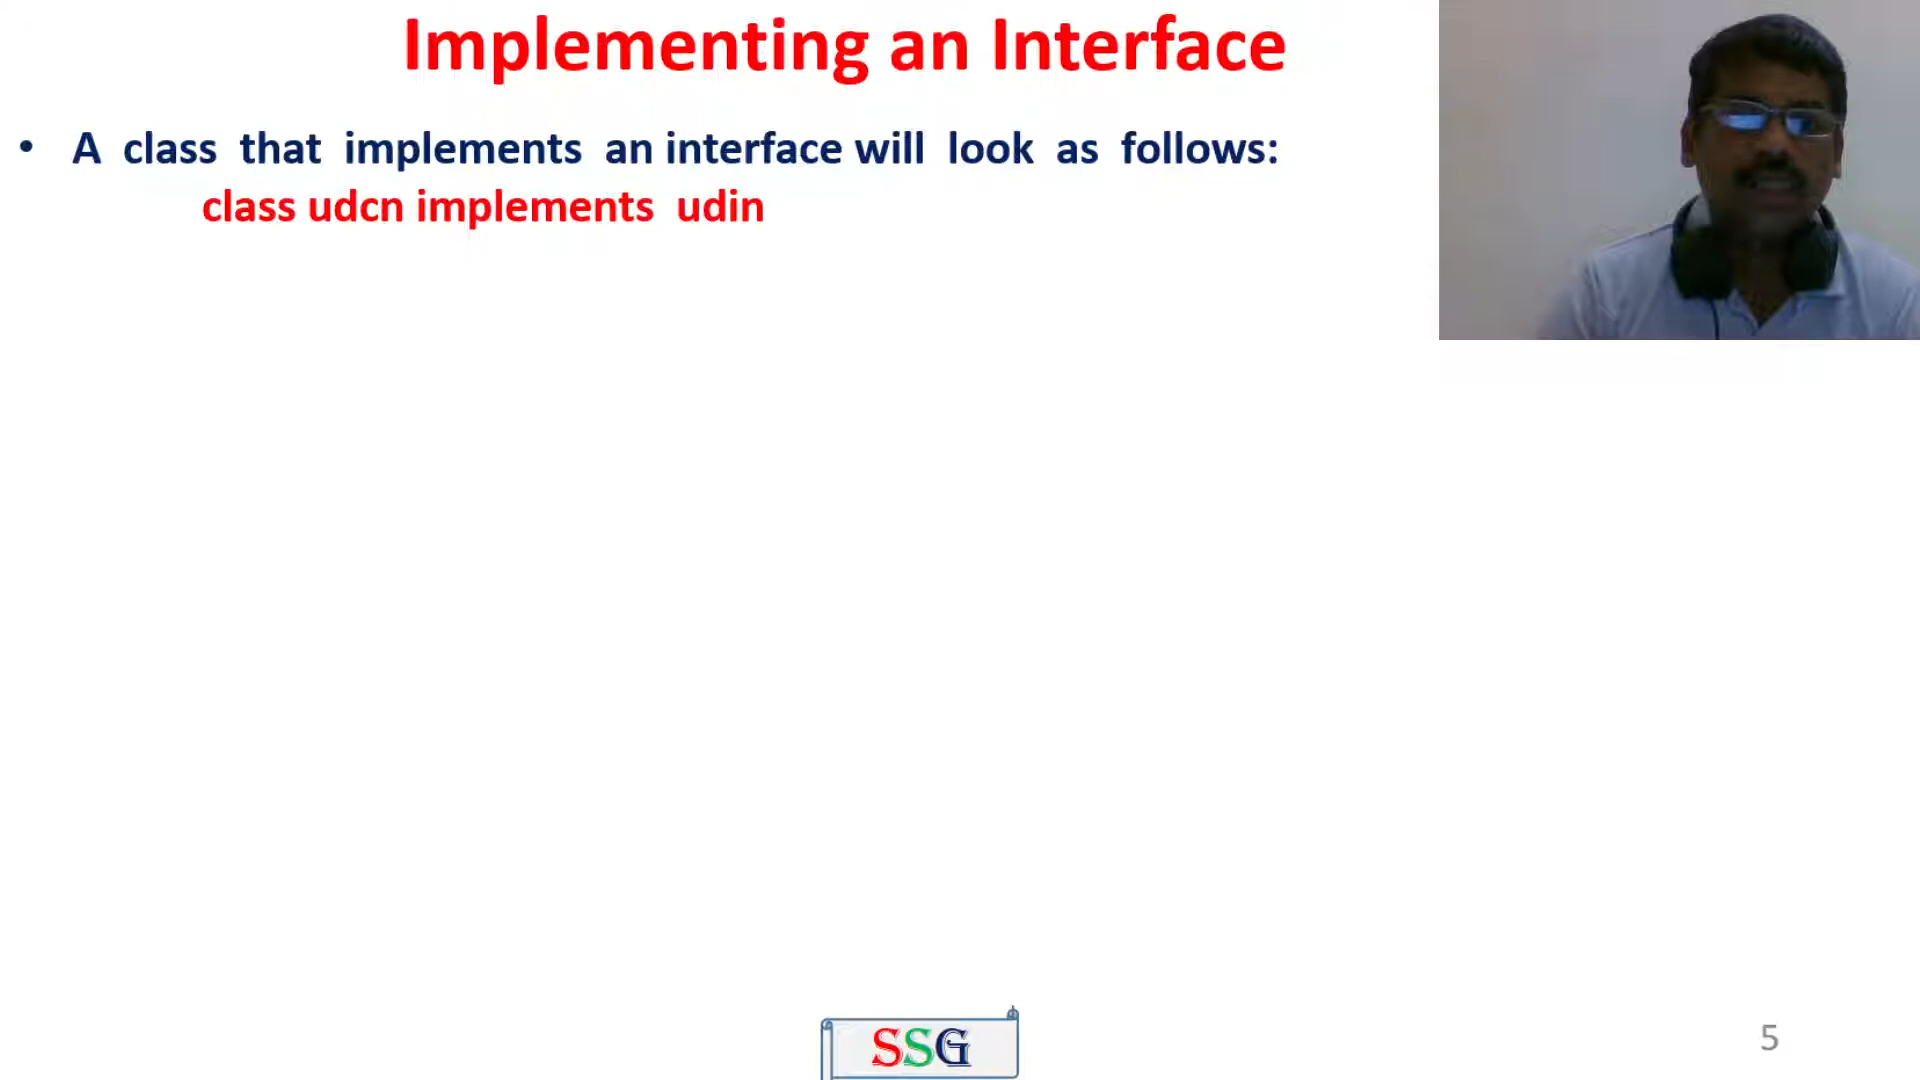 Implementing an Interface
• A class that implements an interface will look as follows:
class udcn implements udin
SSG
5